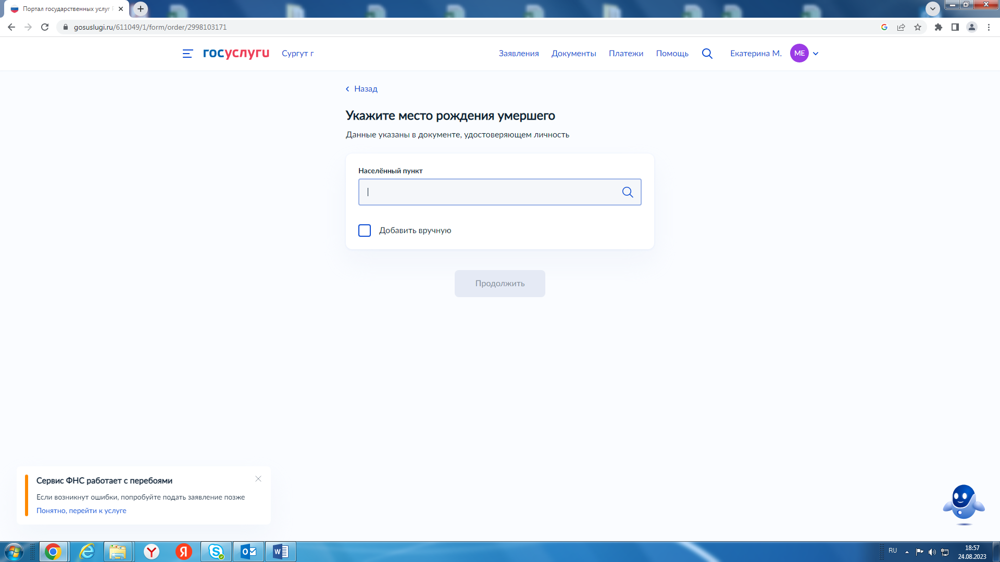 Портал государственных услуг
gosuslugi.ru/611049/1/form/order/2998103171
госуслуги Сургут г Заявления Документы Платежи Помощь Екатерина М. МЕ
Назад
Укажите место рождения умершего
Данные указаны в документе, удостоверяющем личность
Населённый пункт
Добавить вручную
Продолжить
Сервис ФНС работает с перебоями
Если возникнут ошибки, попробуйте подать заявление позже
Понятно, перейти к услуге
RU
18:57
24.08.2023